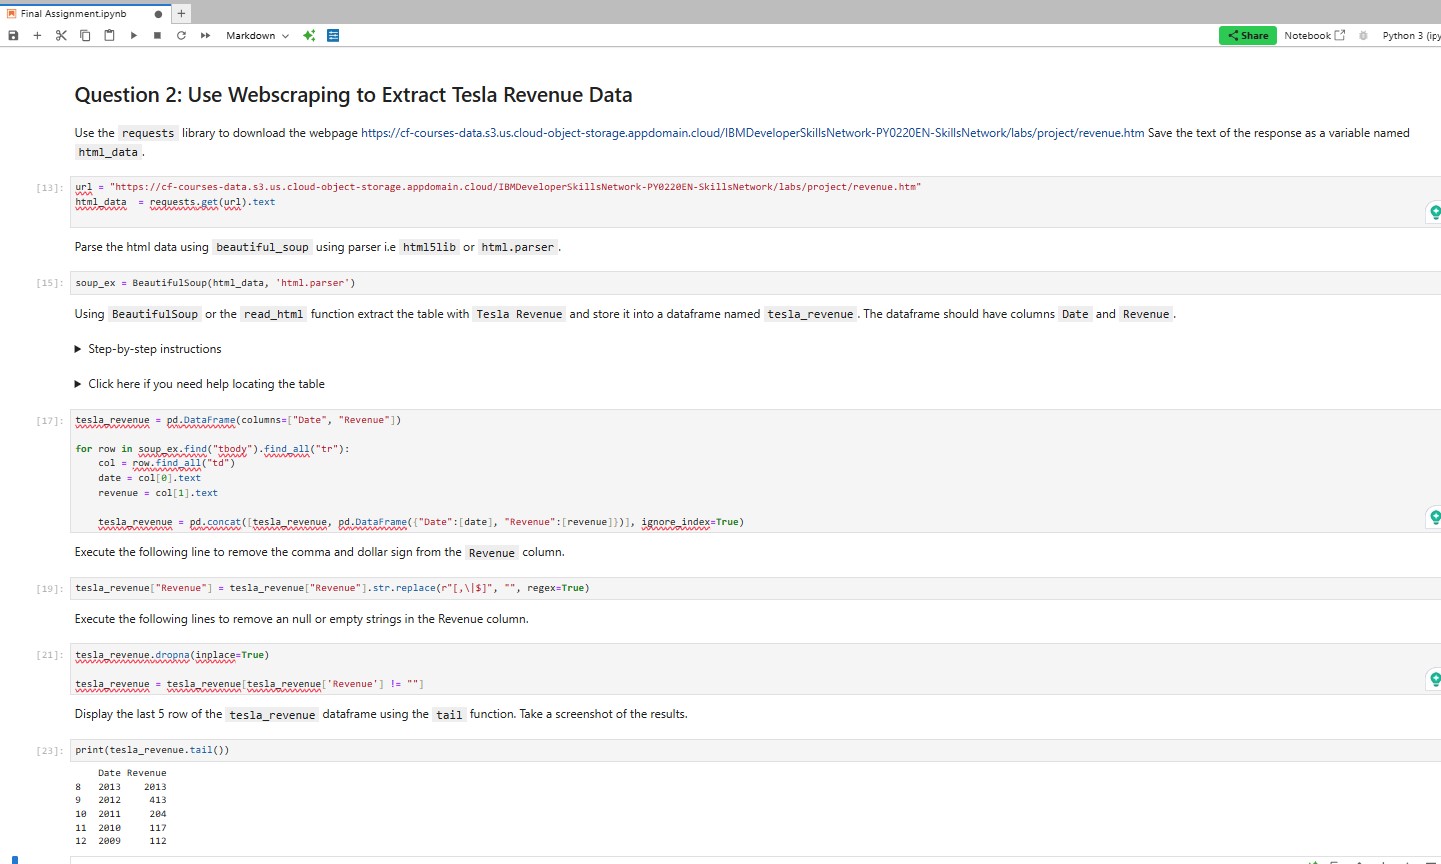 Final Assignment.ipynb
Markdown
Share
Notebook
Python 3 (ipy
Question 2: Use Webscraping to Extract Tesla Revenue Data
Use the requests library to download the webpage https://cf-courses-data.s3.us.cloud-object-storage.appdomain.cloud/IBMDeveloperSkillsNetwork-PY0220EN-SkillsNetwork/labs/project/revenue.htm Save the text of the response as a variable named
html_data.
[13]: url = "https://cf-courses-data.s3.us.cloud-object-storage.appdomain.cloud/IBMDeveloperSkillsNetwork-PY0220EN-SkillsNetwork/labs/project/revenue.htm"
html_data  = requests.get(url).text
Parse the html data using beautiful_soup using parser i.e html5lib or html.parser.
[15]: soup_ex = BeautifulSoup(html_data, 'html.parser')
Using BeautifulSoup or the read_html function extract the table with Tesla Revenue and store it into a dataframe named tesla_revenue. The dataframe should have columns Date and Revenue.
Step-by-step instructions
Click here if you need help locating the table
[17]: tesla_revenue = pd.DataFrame(columns=["Date", "Revenue"])
for row in soup_ex.find("tbody").find_all("tr"):
    col = row.find_all("td")
    date = col[0].text
    revenue = col[1].text
    tesla_revenue = pd.concat([tesla_revenue, pd.DataFrame({"Date":[date], "Revenue":[revenue]})], ignore_index=True)
Execute the following line to remove the comma and dollar sign from the Revenue column.
[19]: tesla_revenue["Revenue"] = tesla_revenue["Revenue"].str.replace(r"[,\|$]", "", regex=True)
Execute the following lines to remove an null or empty strings in the Revenue column.
[21]: tesla_revenue.dropna(inplace=True)
tesla_revenue = tesla_revenue[tesla_revenue['Revenue'] != ""]
Display the last 5 row of the tesla_revenue dataframe using the tail function. Take a screenshot of the results.
[23]: print(tesla_revenue.tail())
Date Revenue
8 2013 2013
9 2012 413
10 2011 204
11 2010 117
12 2009 112